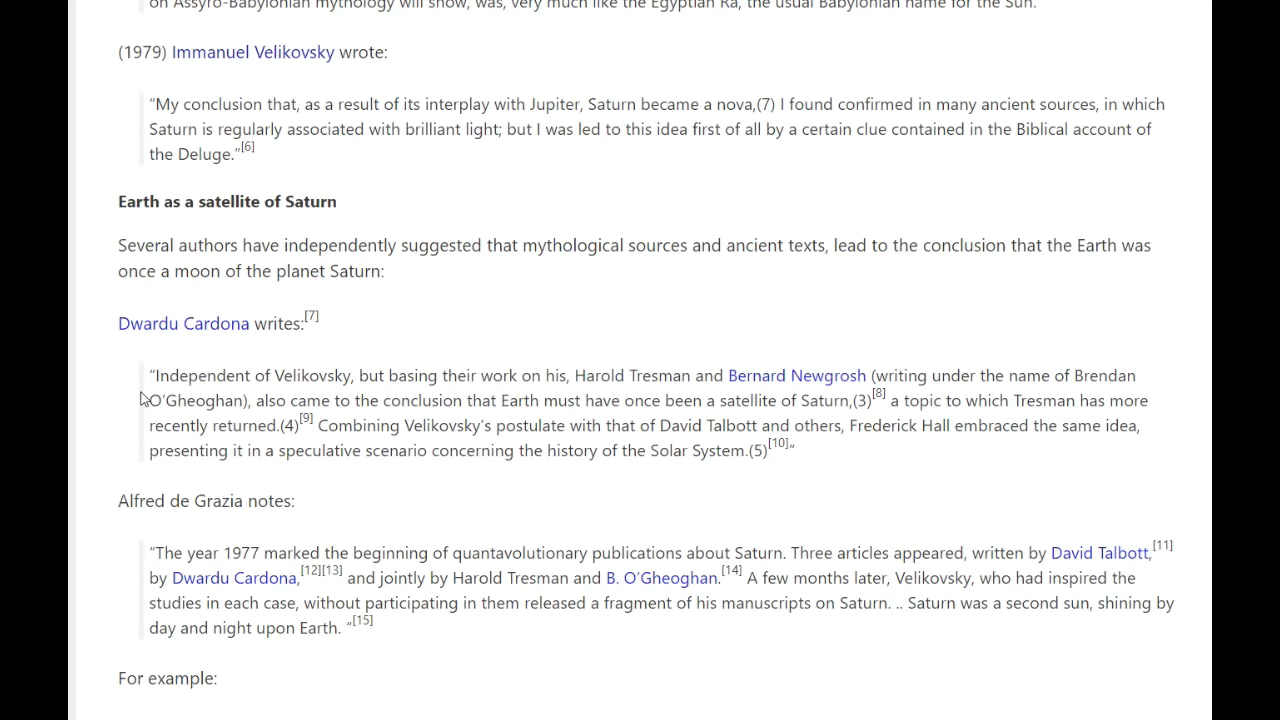 on Assyro-Babylonian mythology will show, was, very much like the Egyptian Ra, the usual Babylonian name for the Sun.
(1979) Immanuel Velikovsky wrote:
“My conclusion that, as a result of its interplay with Jupiter, Saturn became a nova,(7) I found confirmed in many ancient sources, in which
Saturn is regularly associated with brilliant light; but I was led to this idea first of all by a certain clue contained in the Biblical account of
the Deluge.”[6]
Earth as a satellite of Saturn
Several authors have independently suggested that mythological sources and ancient texts, lead to the conclusion that the Earth was
once a moon of the planet Saturn:
Dwardu Cardona writes:[7]
“Independent of Velikovsky, but basing their work on his, Harold Tresman and Bernard Newgrosh (writing under the name of Brendan
O’Gheoghan), also came to the conclusion that Earth must have once been a satellite of Saturn,(3)[8] a topic to which Tresman has more
recently returned.(4)[9] Combining Velikovsky’s postulate with that of David Talbott and others, Frederick Hall embraced the same idea,
presenting it in a speculative scenario concerning the history of the Solar System.(5)[10]“
Alfred de Grazia notes:
“The year 1977 marked the beginning of quantavolutionary publications about Saturn. Three articles appeared, written by David Talbott,[11]
by Dwardu Cardona,[12][13] and jointly by Harold Tresman and B. O’Gheoghan.[14] A few months later, Velikovsky, who had inspired the
studies in each case, without participating in them released a fragment of his manuscripts on Saturn. .. Saturn was a second sun, shining by
day and night upon Earth. “[15]
For example: